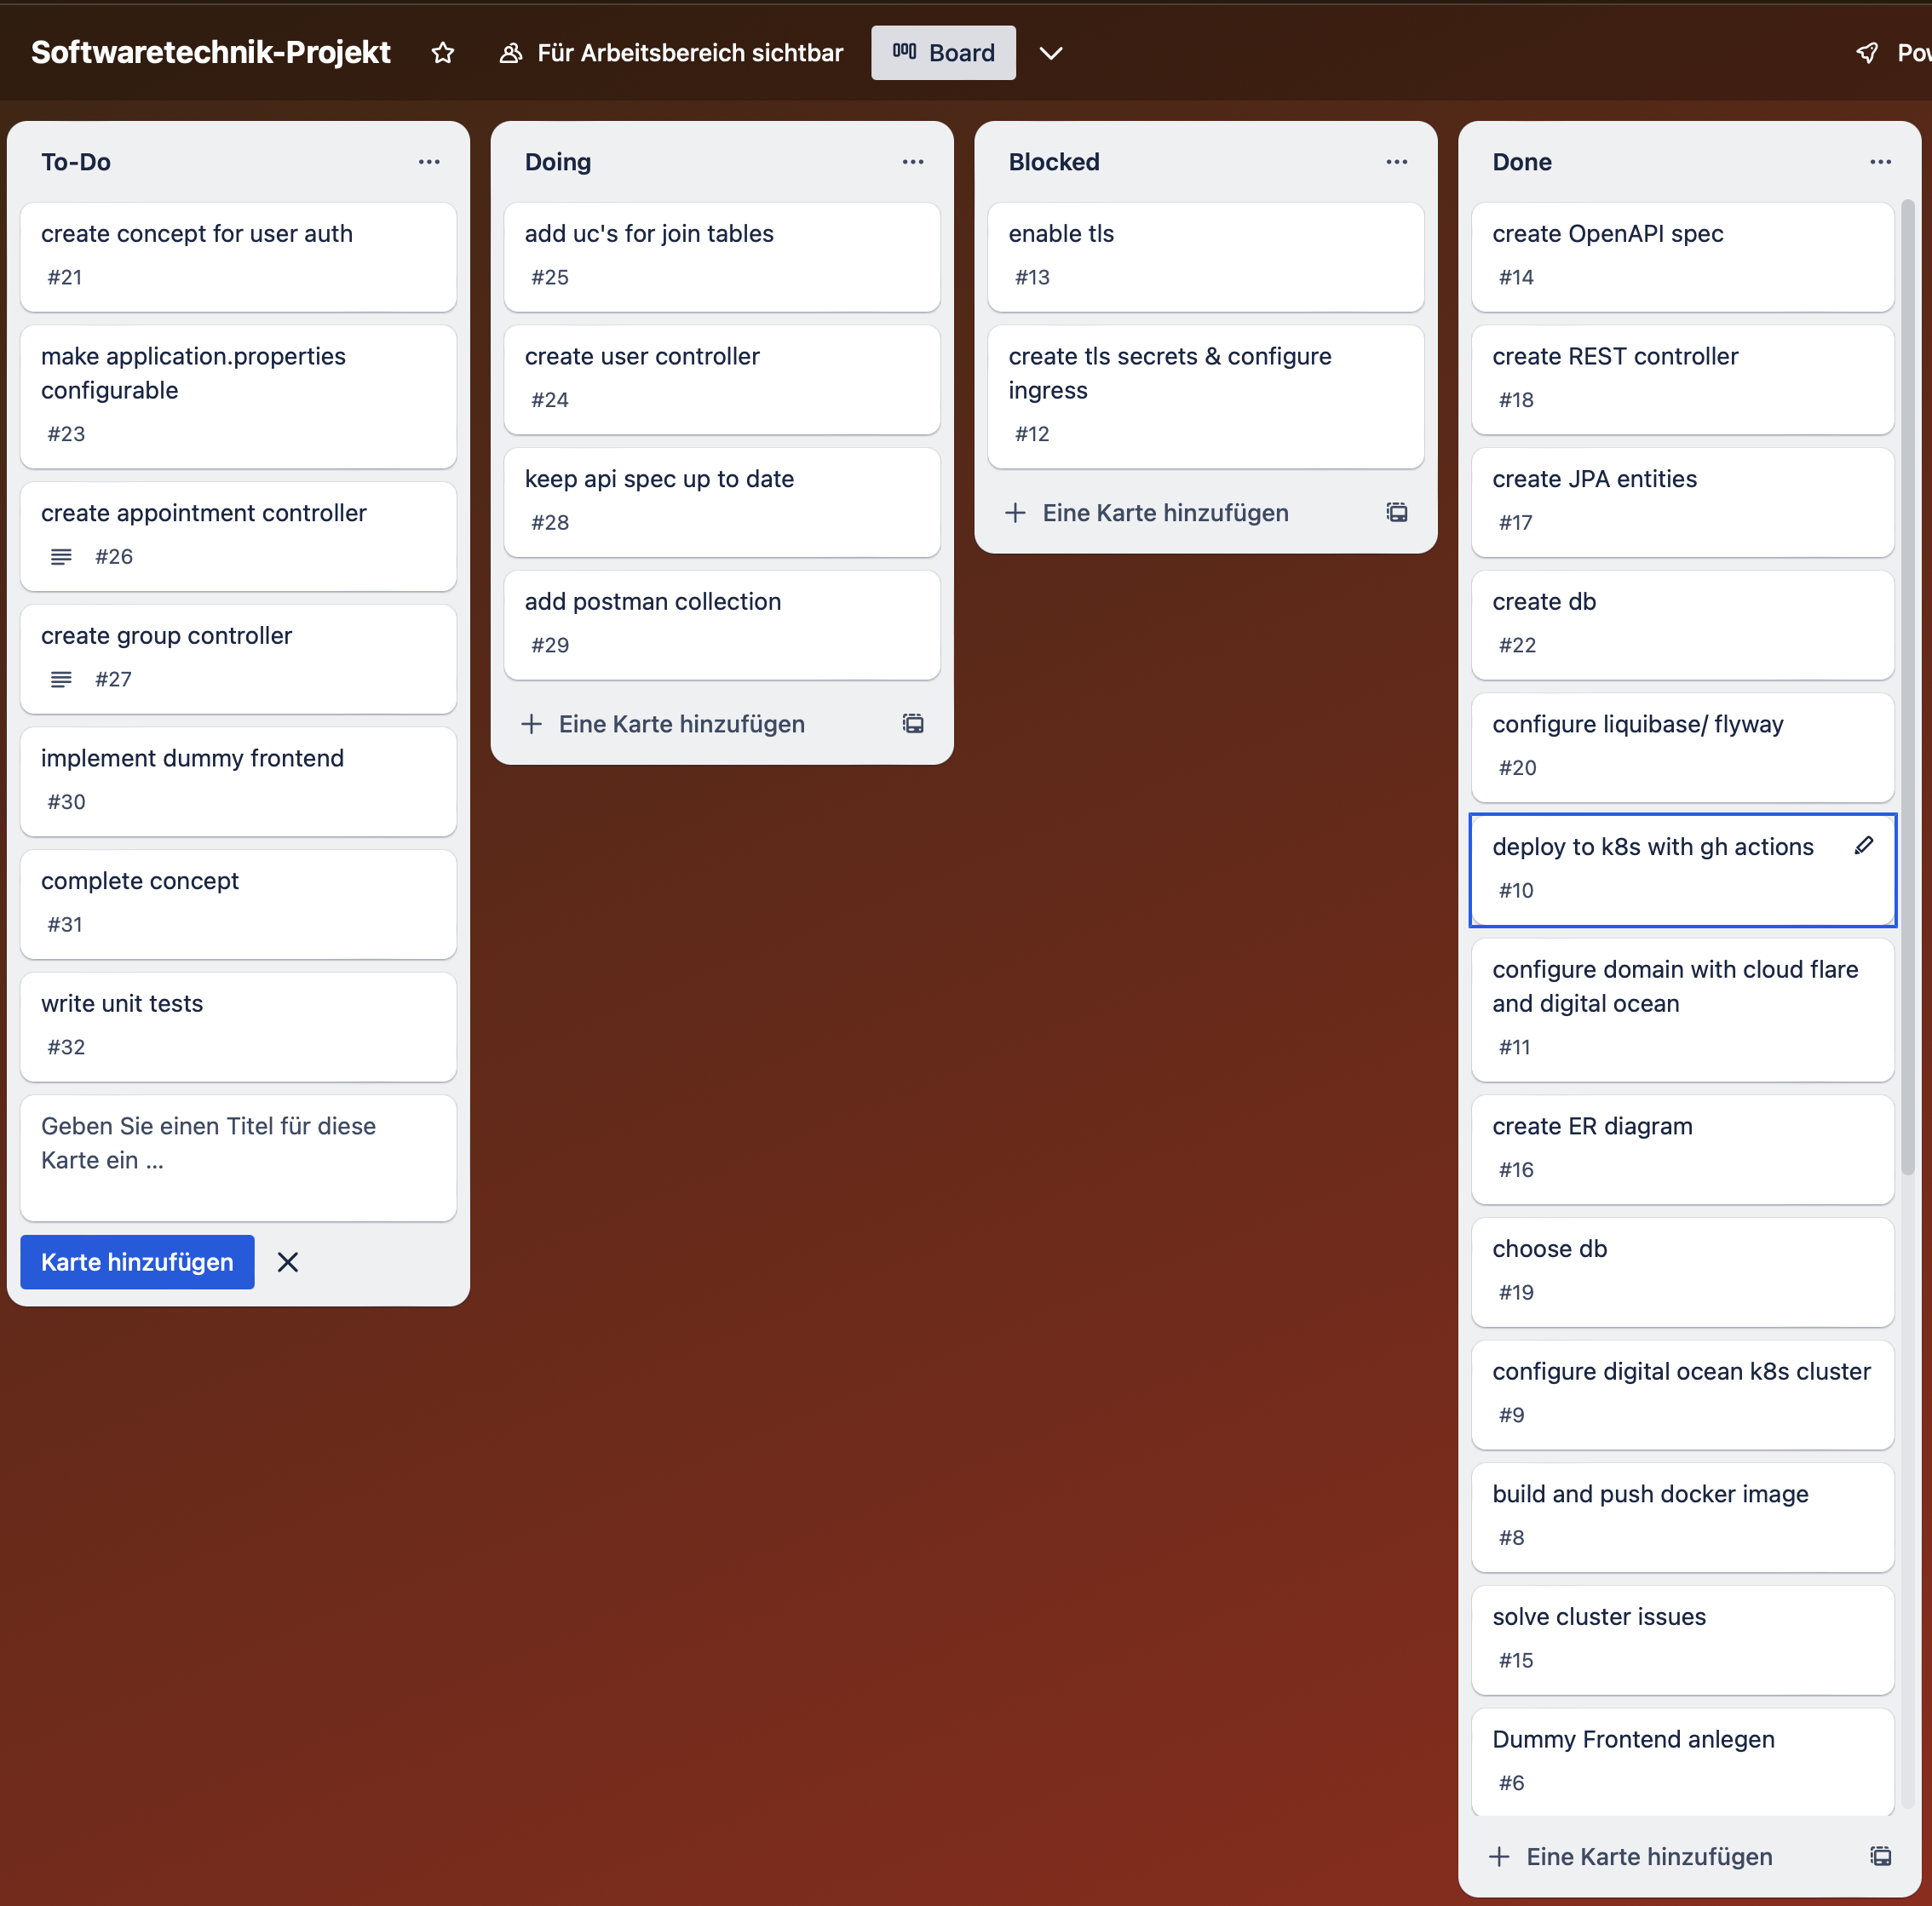 Softwaretechnik-Projekt
Für Arbeitsbereich sichtbar
Board
To-Do
create concept for user auth
#21
make application.properties
configurable
#23
create appointment controller
#26
create group controller
#27
implement dummy frontend
#30
complete concept
#31
write unit tests
#32
Geben Sie einen Titel für diese
Karte ein ...
Karte hinzufügen
Doing
add uc's for join tables
#25
create user controller
#24
keep api spec up to date
#28
add postman collection
#29
Eine Karte hinzufügen
Blocked
enable tls
#13
create tls secrets & configure
ingress
#12
Eine Karte hinzufügen
Done
create OpenAPI spec
#14
create REST controller
#18
create JPA entities
#17
create db
#22
configure liquibase/ flyway
#20
deploy to k8s with gh actions
#10
configure domain with cloud flare
and digital ocean
#11
create ER diagram
#16
choose db
#19
configure digital ocean k8s cluster
#9
build and push docker image
#8
solve cluster issues
#15
Dummy Frontend anlegen
#6
Eine Karte hinzufügen